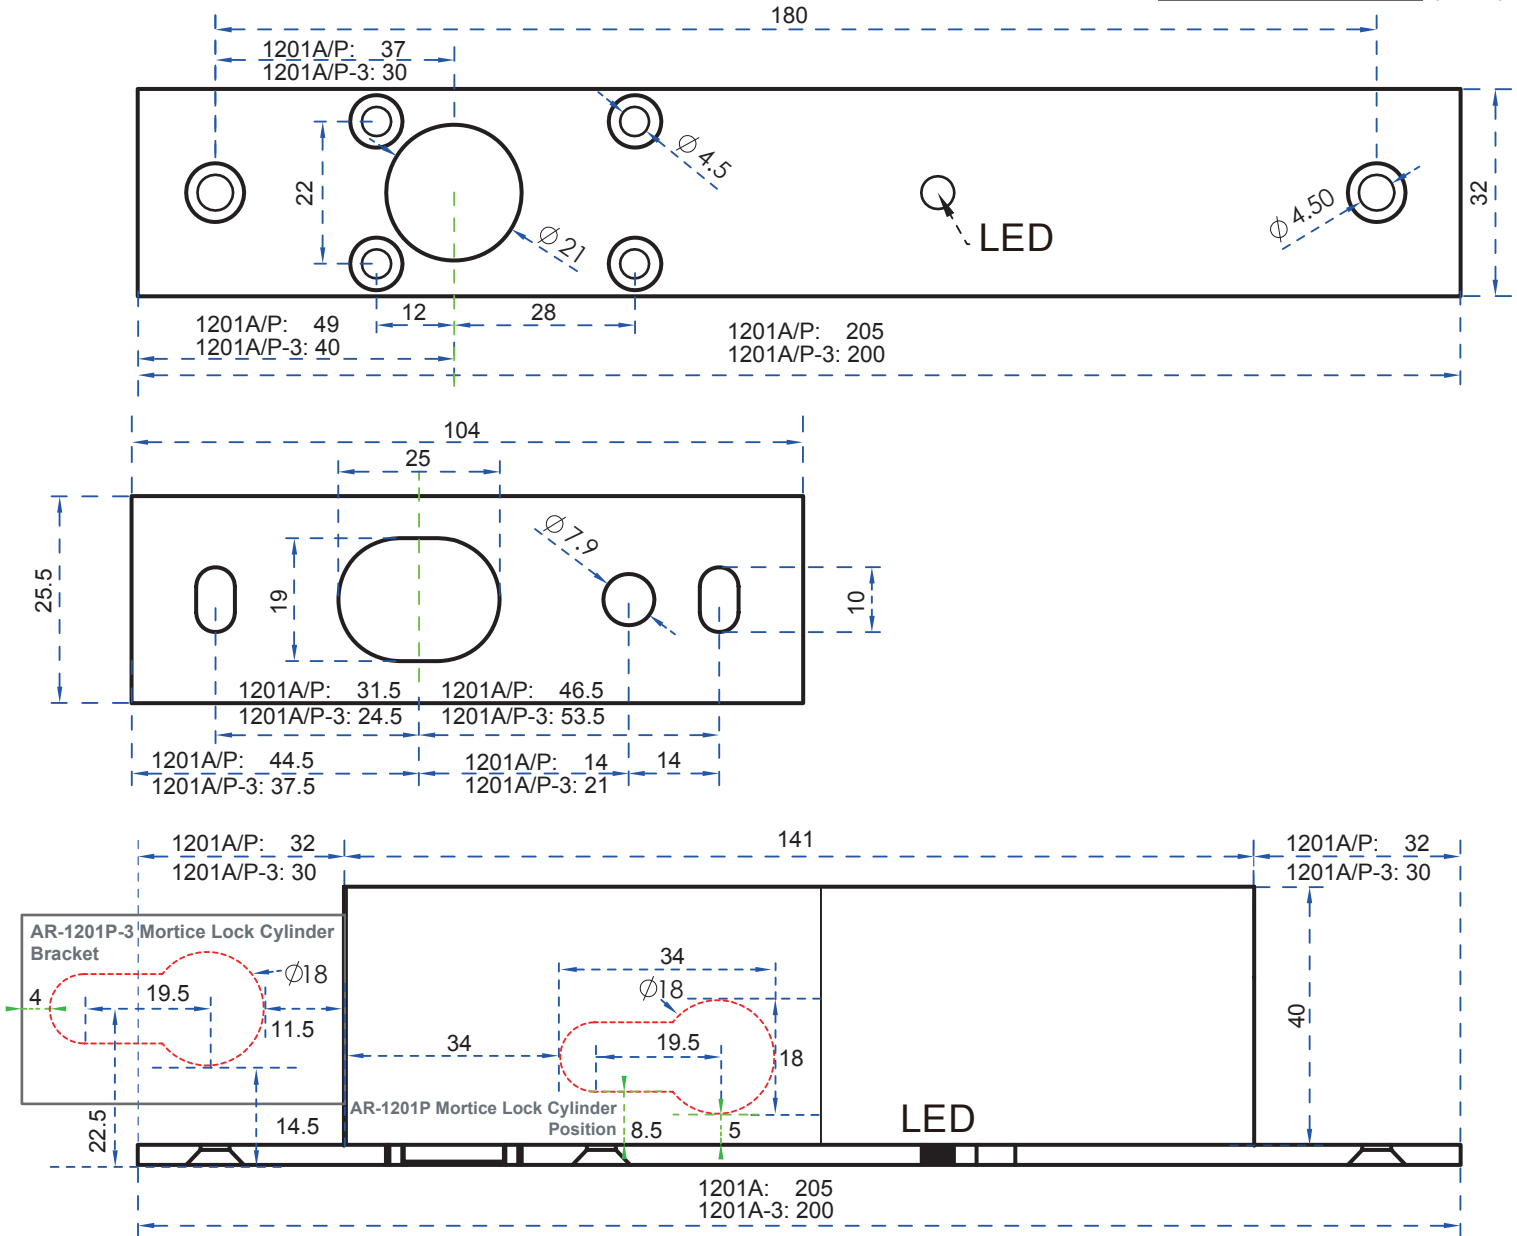 180
1201A/P: 37
1201A/P-3: 30
22
Ø 4.5
Ø 21
LED
Ø 4.50
32
12
28
1201A/P: 49
1201A/P-3: 40
1201A/P: 205
1201A/P-3: 200
104
25
25.5
19
Ø 7.9
10
1201A/P: 31.5
1201A/P-3: 24.5
1201A/P: 46.5
1201A/P-3: 53.5
1201A/P: 44.5
1201A/P-3: 37.5
1201A/P: 14
1201A/P-3: 21
14
1201A/P: 32
1201A/P-3: 30
141
1201A/P: 32
1201A/P-3: 30
AR-1201P-3 Mortice Lock Cylinder
Bracket
Ø18
4
19.5
11.5
22.5
14.5
34
Ø18
34
19.5
18
40
AR-1201P Mortice Lock Cylinder
Position
8.5
5
LED
1201A: 205
1201A-3: 200